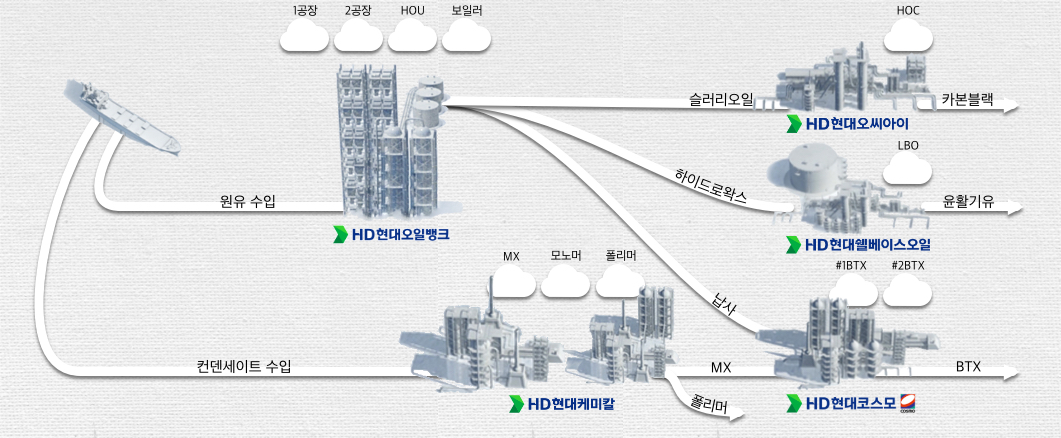 1공장
2공장
HOU
보일러
HOC
슬러리오일
카본블랙
HD현대오씨아이
LBO
하이드로왁스
윤활기유
원유 수입
HD현대오일뱅크
HD현대쉘베이스오일
MX
모노머
폴리머
#1BTX
#2BTX
납사
컨덴세이트 수입
MX
BTX
폴리머
HD현대케미칼
HD현대코스모
COSMO